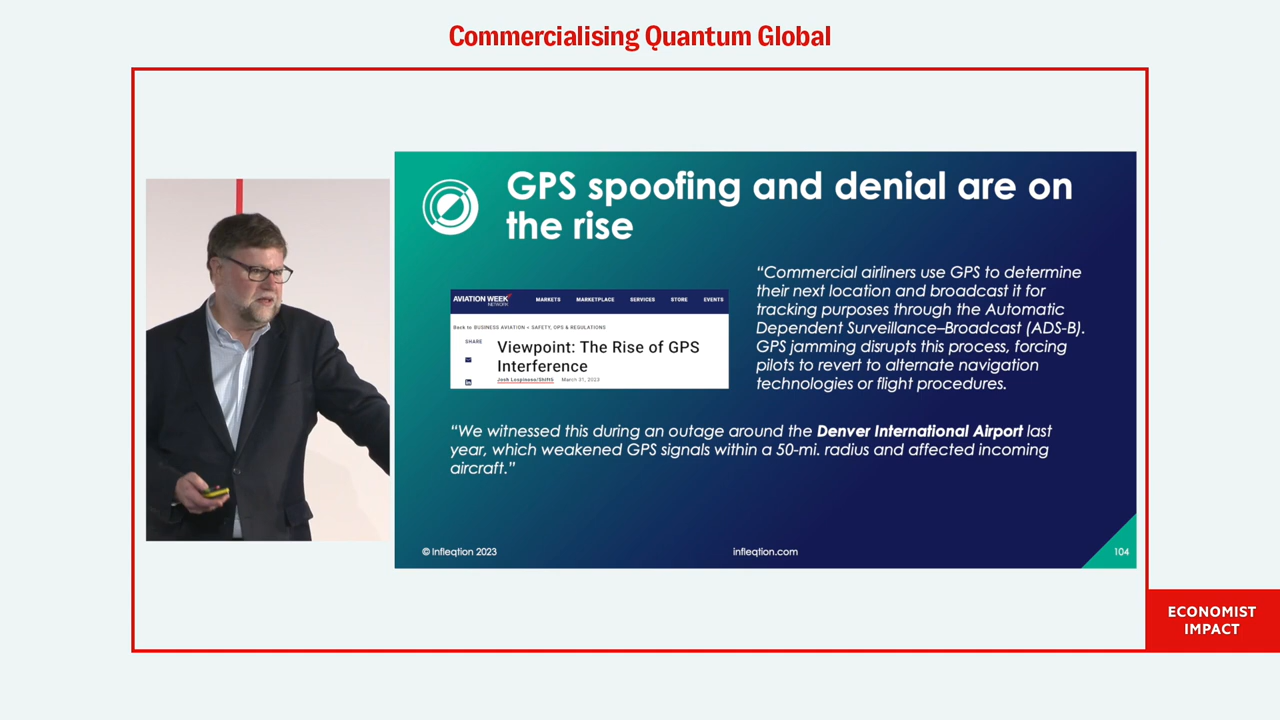 Commercialising Quantum Global
GPS spoofing and denial are on
the rise
AVIATION WEEK
NETWORK
MARKETS
MARKETPLACE
SERVICES
STORE
EVENTS
Back to BUSINESS AVIATION < SAFETY, OPS & REGULATIONS
SHARE
Viewpoint: The Rise of GPS
Interference
Josh Lospinoso/Shift5 March 31, 2023
“Commercial airliners use GPS to determine
their next location and broadcast it for
tracking purposes through the Automatic
Dependent Surveillance–Broadcast (ADS-B).
GPS jamming disrupts this process, forcing
pilots to revert to alternate navigation
technologies or flight procedures.
“We witnessed this during an outage around the Denver International Airport last
year, which weakened GPS signals within a 50-mi. radius and affected incoming
aircraft.”
© Infleqtion 2023
infleqtion.com
104
ECONOMIST
IMPACT